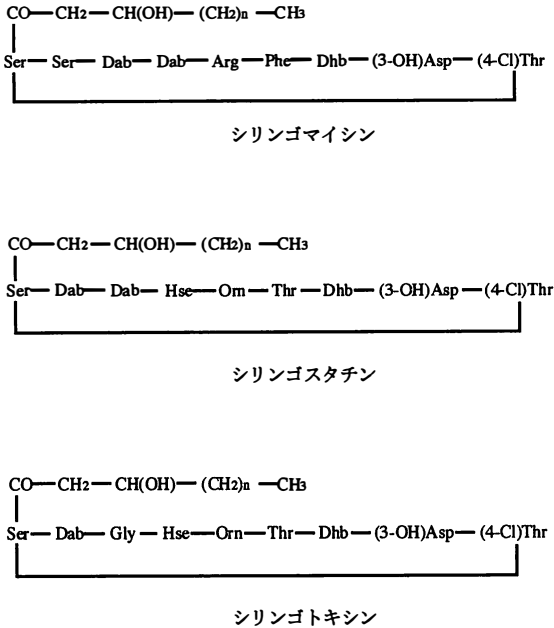 CO—CH2—CH(OH)—(CH2)n—CH3
Ser—Ser—Dab—Dab—Arg—Phe—Dhb—(3-OH)Asp—(4-Cl)Thr
シリンゴマイシン
CO—CH2—CH(OH)—(CH2)n—CH3
Ser—Dab—Dab—Hse—Orn—Thr—Dhb—(3-OH)Asp—(4-Cl)Thr
シリンゴスタチン
CO—CH2—CH(OH)—(CH2)n—CH3
Ser—Dab—Gly—Hse—Orn—Thr—Dhb—(3-OH)Asp—(4-Cl)Thr
シリンゴトキシン